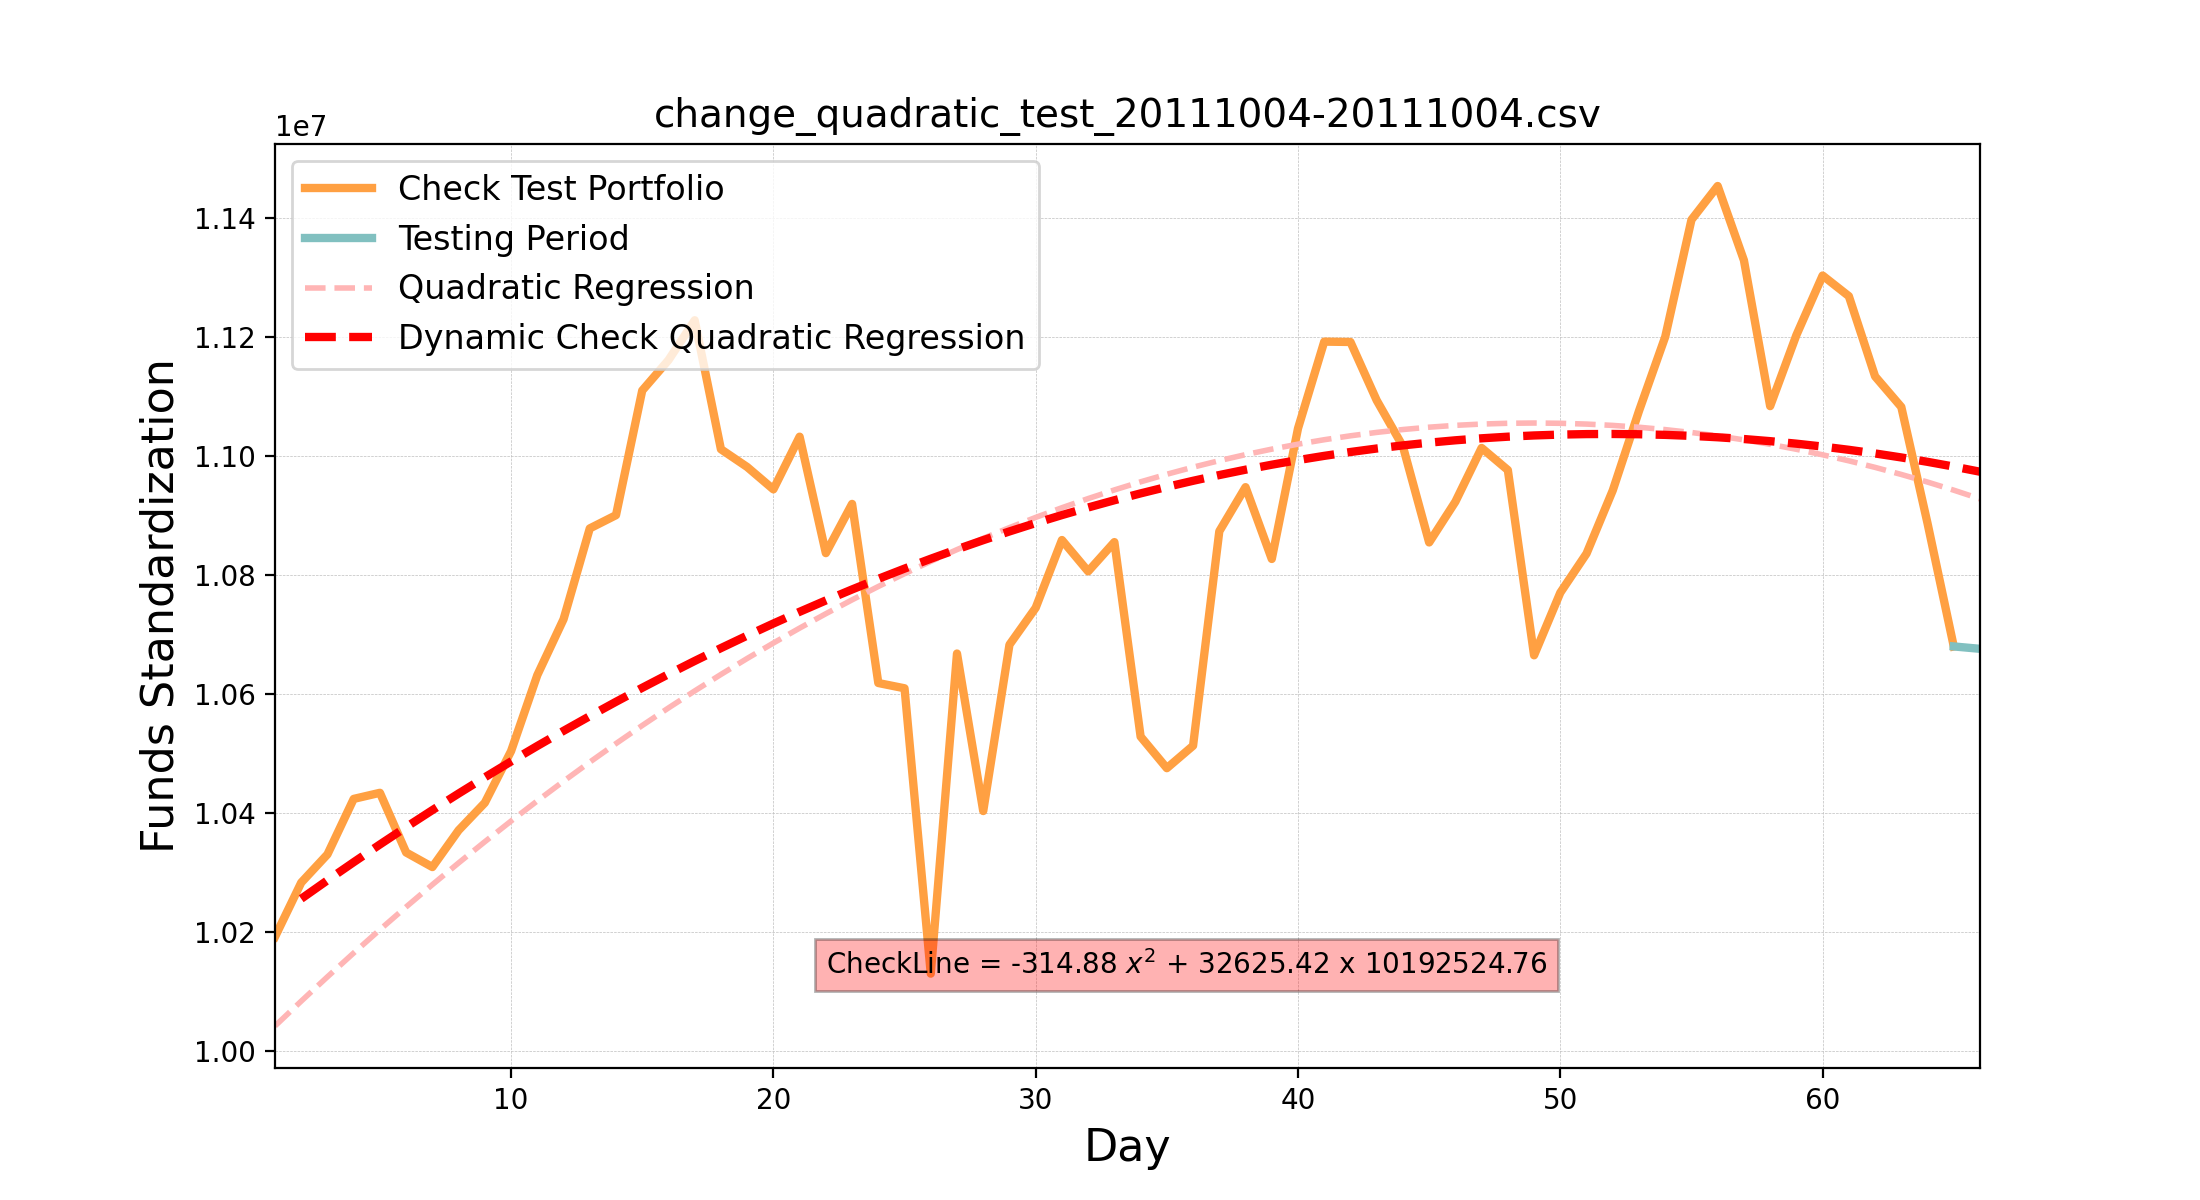 change_quadratic_test_20111004-20111004.csv
1e7
Check Test Portfolio
Testing Period
Quadratic Regression
Dynamic Check Quadratic Regression
1.14
1.12
1.10
1.08
1.06
1.04
1.02
1.00
Funds Standardization
CheckLine = -314.88 x² + 32625.42 x 10192524.76
10 20 30 40 50 60
Day